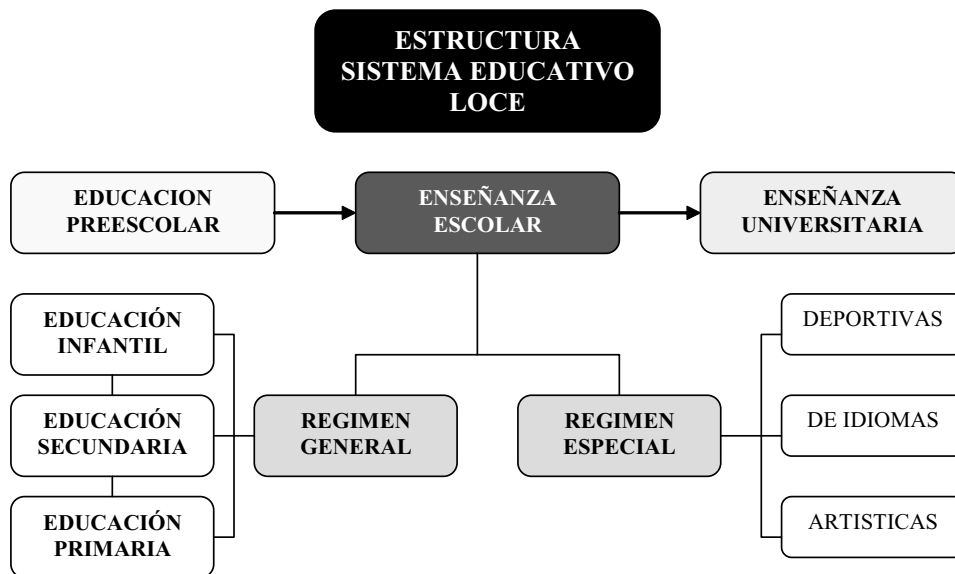 ESTRUCTURA
SISTEMA EDUCATIVO
LOCE
EDUCACION
PREESCOLAR
ENSEÑANZA
ESCOLAR
ENSEÑANZA
UNIVERSITARIA
EDUCACIÓN
INFANTIL
EDUCACIÓN
SECUNDARIA
EDUCACIÓN
PRIMARIA
REGIMEN
GENERAL
REGIMEN
ESPECIAL
DEPORTIVAS
DE IDIOMAS
ARTISTICAS